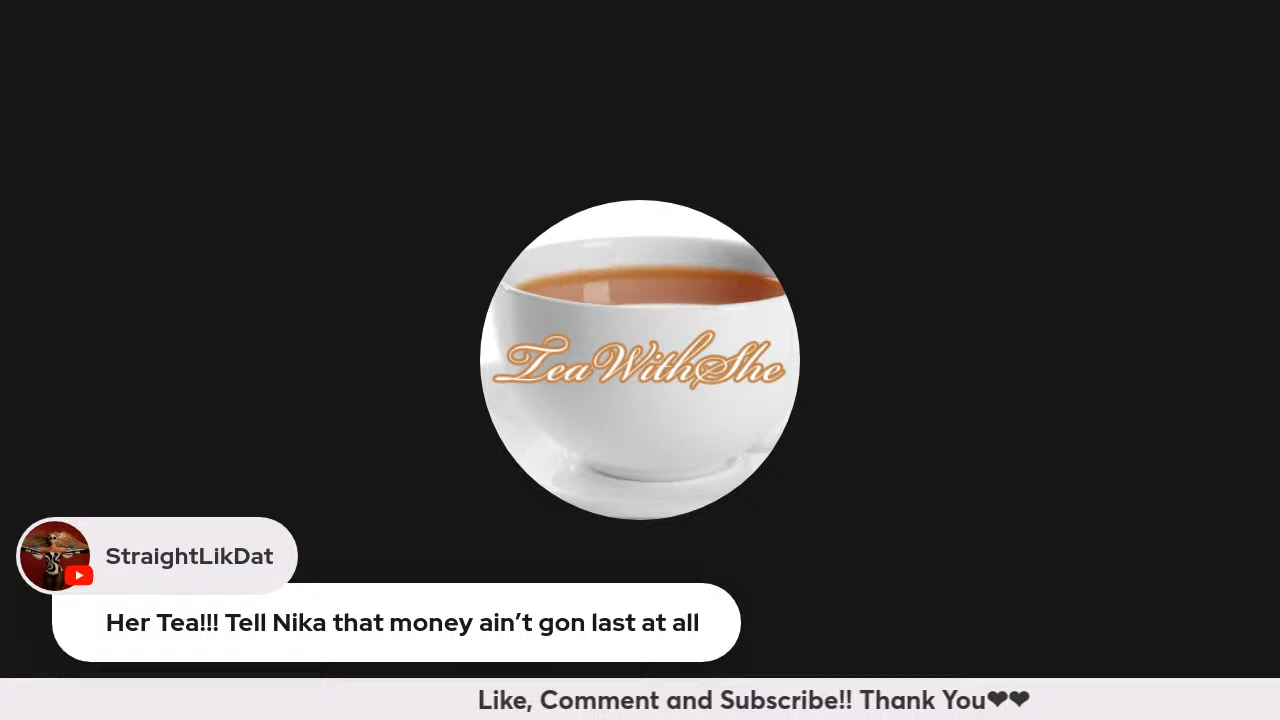 TeaWithShe
StraightLikDat
Her Tea!!! Tell Nika that money ain’t gon last at all
Like, Comment and Subscribe!! Thank You❤❤